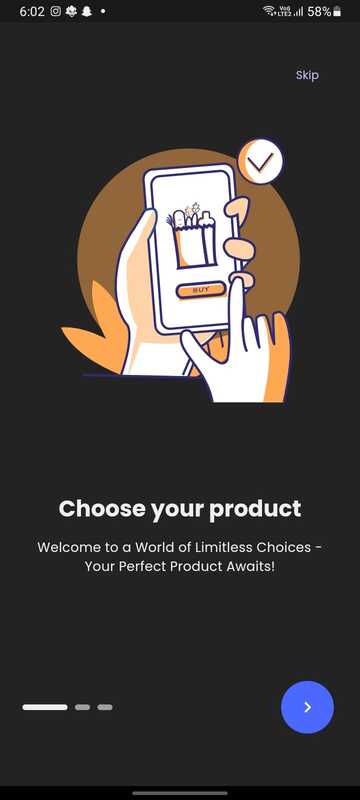 6:02
Vo))
LTE2
58%
Skip
BUY
Choose your product
Welcome to a World of Limitless Choices -
Your Perfect Product Awaits!